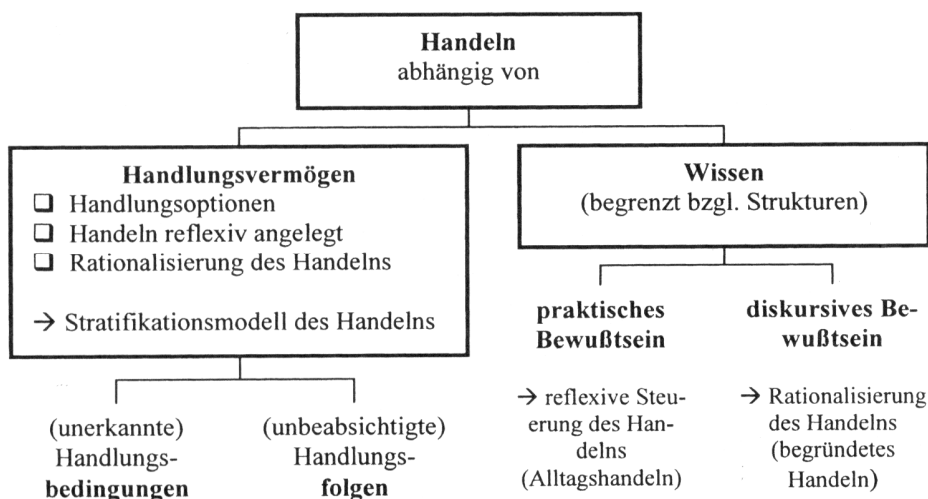 Handeln
abhängig von
Handlungsvermögen
❑ Handlungsoptionen
❑ Handeln reflexiv angelegt
❑ Rationalisierung des Handelns
→ Stratifikationsmodell des Handelns
(unerkannte)
Handlungs-
bedingungen
(unbeabsichtigte)
Handlungs-
folgen
Wissen
(begrenzt bzgl. Strukturen)
praktisches
Bewußtsein
→ reflexive Steu-
erung des Han-
delns
(Alltagshandeln)
diskursives Be-
wußtsein
→ Rationalisierung
des Handelns
(begründetes
Handeln)